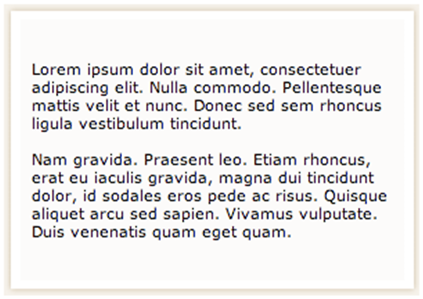 Lorem ipsum dolor sit amet, consectetuer
adipiscing elit. Nulla commodo. Pellentesque
mattis velit et nunc. Donec sed sem rhoncus
ligula vestibulum tincidunt.
Nam gravida. Praesent leo. Etiam rhoncus,
erat eu iaculis gravida, magna dui tincidunt
dolor, id sodales eros pede ac risus. Quisque
aliquet arcu sed sapien. Vivamus vulputate.
Duis venenatis quam eget quam.